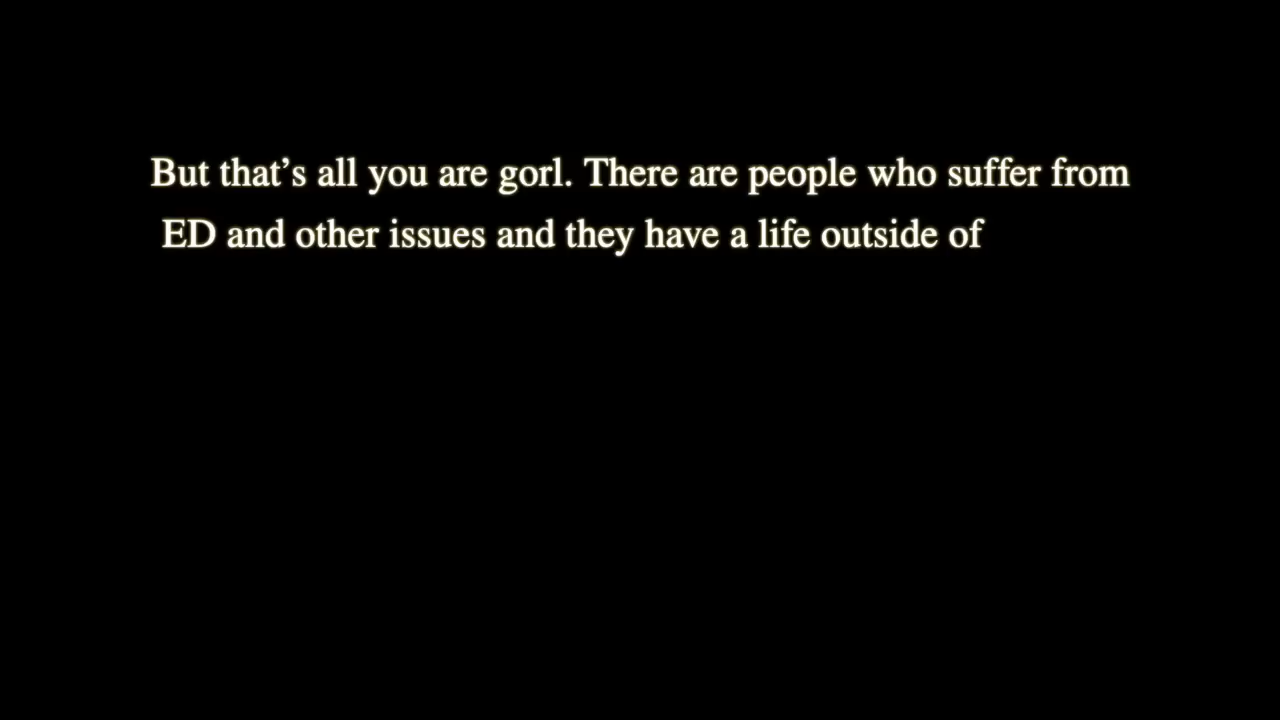 But that’s all you are gorl. There are people who suffer from
ED and other issues and they have a life outside of